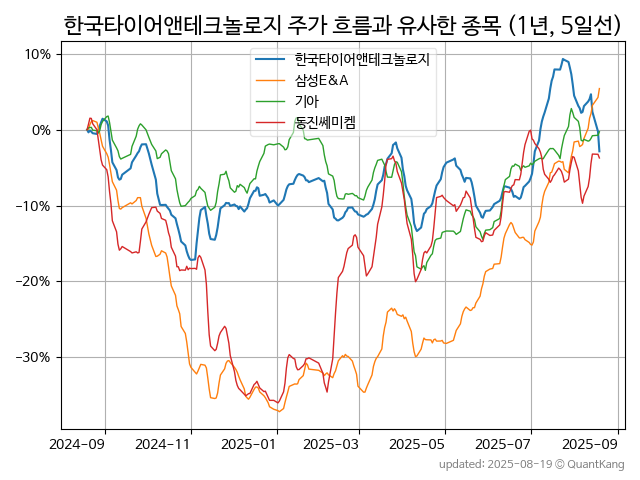 한국타이어앤테크놀로지 주가 흐름과 유사한 종목 (1년, 5일선)
한국타이어앤테크놀로지
삼성E&A
기아
동진쎄미켐
10%
0%
−10%
−20%
−30%
2024-09 2024-11 2025-01 2025-03 2025-05 2025-07 2025-09
updated: 2025-08-19 © QuantKang